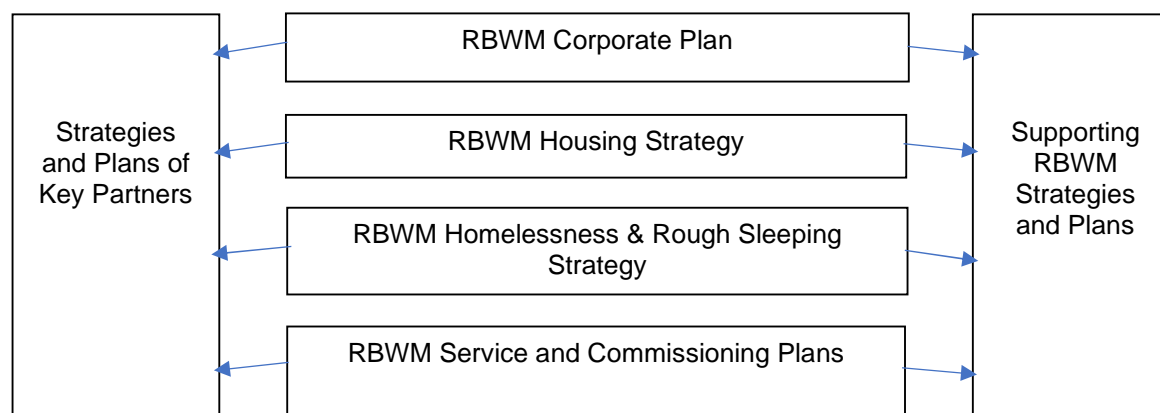 RBWM Corporate Plan
Strategies
and Plans of
Key Partners
RBWM Housing Strategy
Supporting
RBWM
Strategies
and Plans
RBWM Homelessness & Rough Sleeping
Strategy
RBWM Service and Commissioning Plans